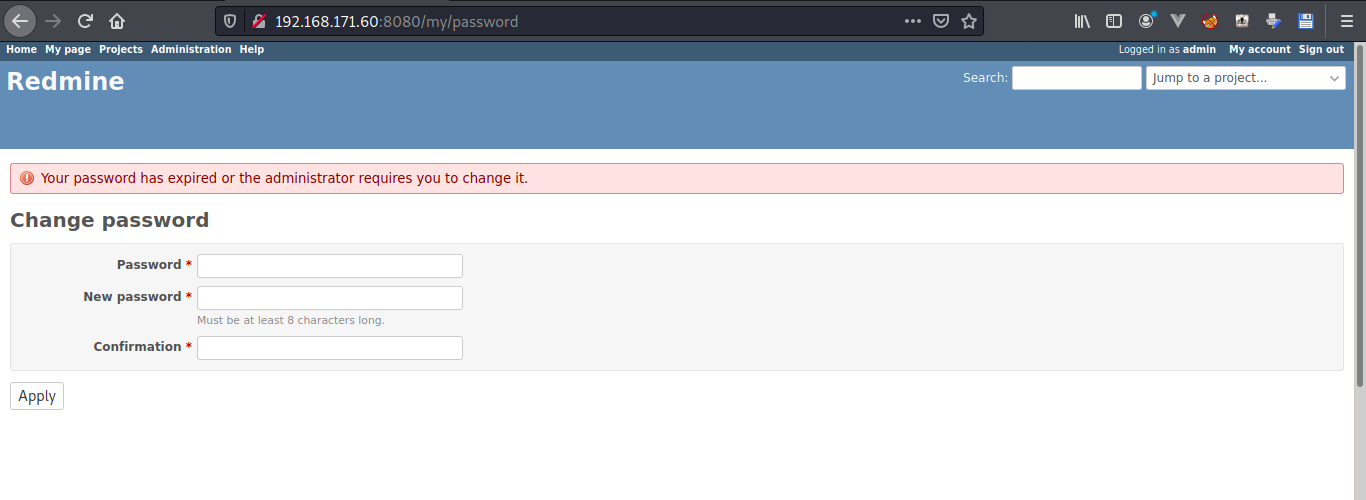 192.168.171.60:8080/my/password
Home My page Projects Administration Help Logged in as admin My account Sign out
Redmine Search: Jump to a project...
Your password has expired or the administrator requires you to change it.
Change password
Password *
New password *
Must be at least 8 characters long.
Confirmation *
Apply